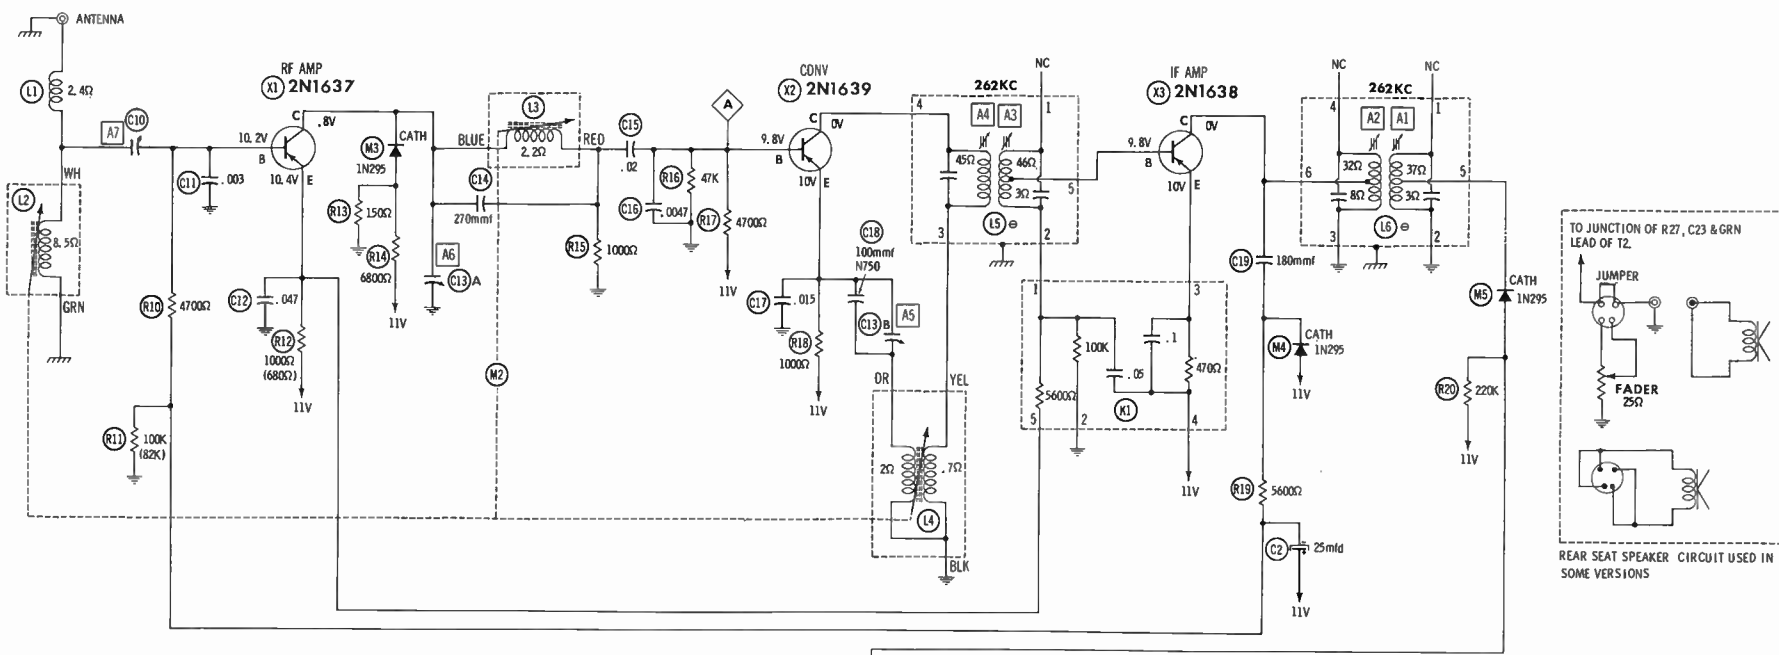 ANTENNA
L1
2.4Ω
A7
C10
WH
L2
8.5Ω
GRN
C11
.003
RF AMP
X1 2N1637
C
.8V
10.2V
B
10.4V
E
C12
.047
R10
4700Ω
R12
1000Ω
(680Ω)
11V
R11
100K
(82K)
CATH
M3
1N295
R13
150Ω
R14
6800Ω
11V
BLUE
L3
2.2Ω
RED
C14
270mmf
A6
C13 A
M2
C15
.02
R15
1000Ω
R16
47K
C16
.0047
R17
4700Ω
11V
A
CONV
X2 2N1639
C
0V
9.8V
B
10V
E
C17
.015
R18
1000Ω
11V
C18
100mmf
N750
C13 B
A5
OR
YEL
2Ω
.7Ω
L4
BLK
262KC
NC
4
1
A4
A3
45Ω
46Ω
3Ω
5
L5
3
2
1
3
100K
.1
.05
470Ω
5600Ω
K1
5
2
4
11V
IF AMP
X3 2N1638
C
0V
9.8V
B
10V
E
C19
180mmf
M4
CATH
1N295
11V
R19
5600Ω
C2
25mfd
11V
NC
NC
262KC
4
1
A2
A1
32Ω
37Ω
6
5
8Ω
3Ω
L6
3
2
M5
CATH
1N295
R20
220K
11V
TO JUNCTION OF R27, C23 & GRN
LEAD OF T2.
JUMPER
FADER
25Ω
REAR SEAT SPEAKER CIRCUIT USED IN
SOME VERSIONS